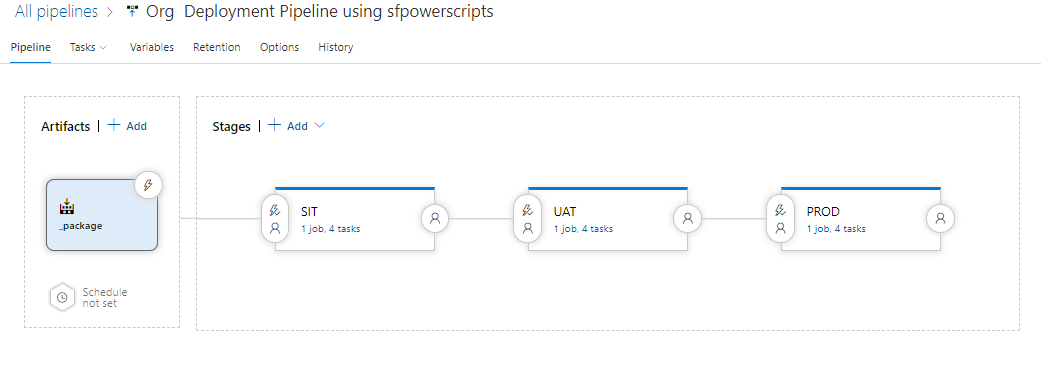 All pipelines > Org Deployment Pipeline using sfpowerscripts
Pipeline Tasks Variables Retention Options History
Artifacts | + Add
Stages | + Add
_package
Schedule
not set
SIT
1 job, 4 tasks
UAT
1 job, 4 tasks
PROD
1 job, 4 tasks